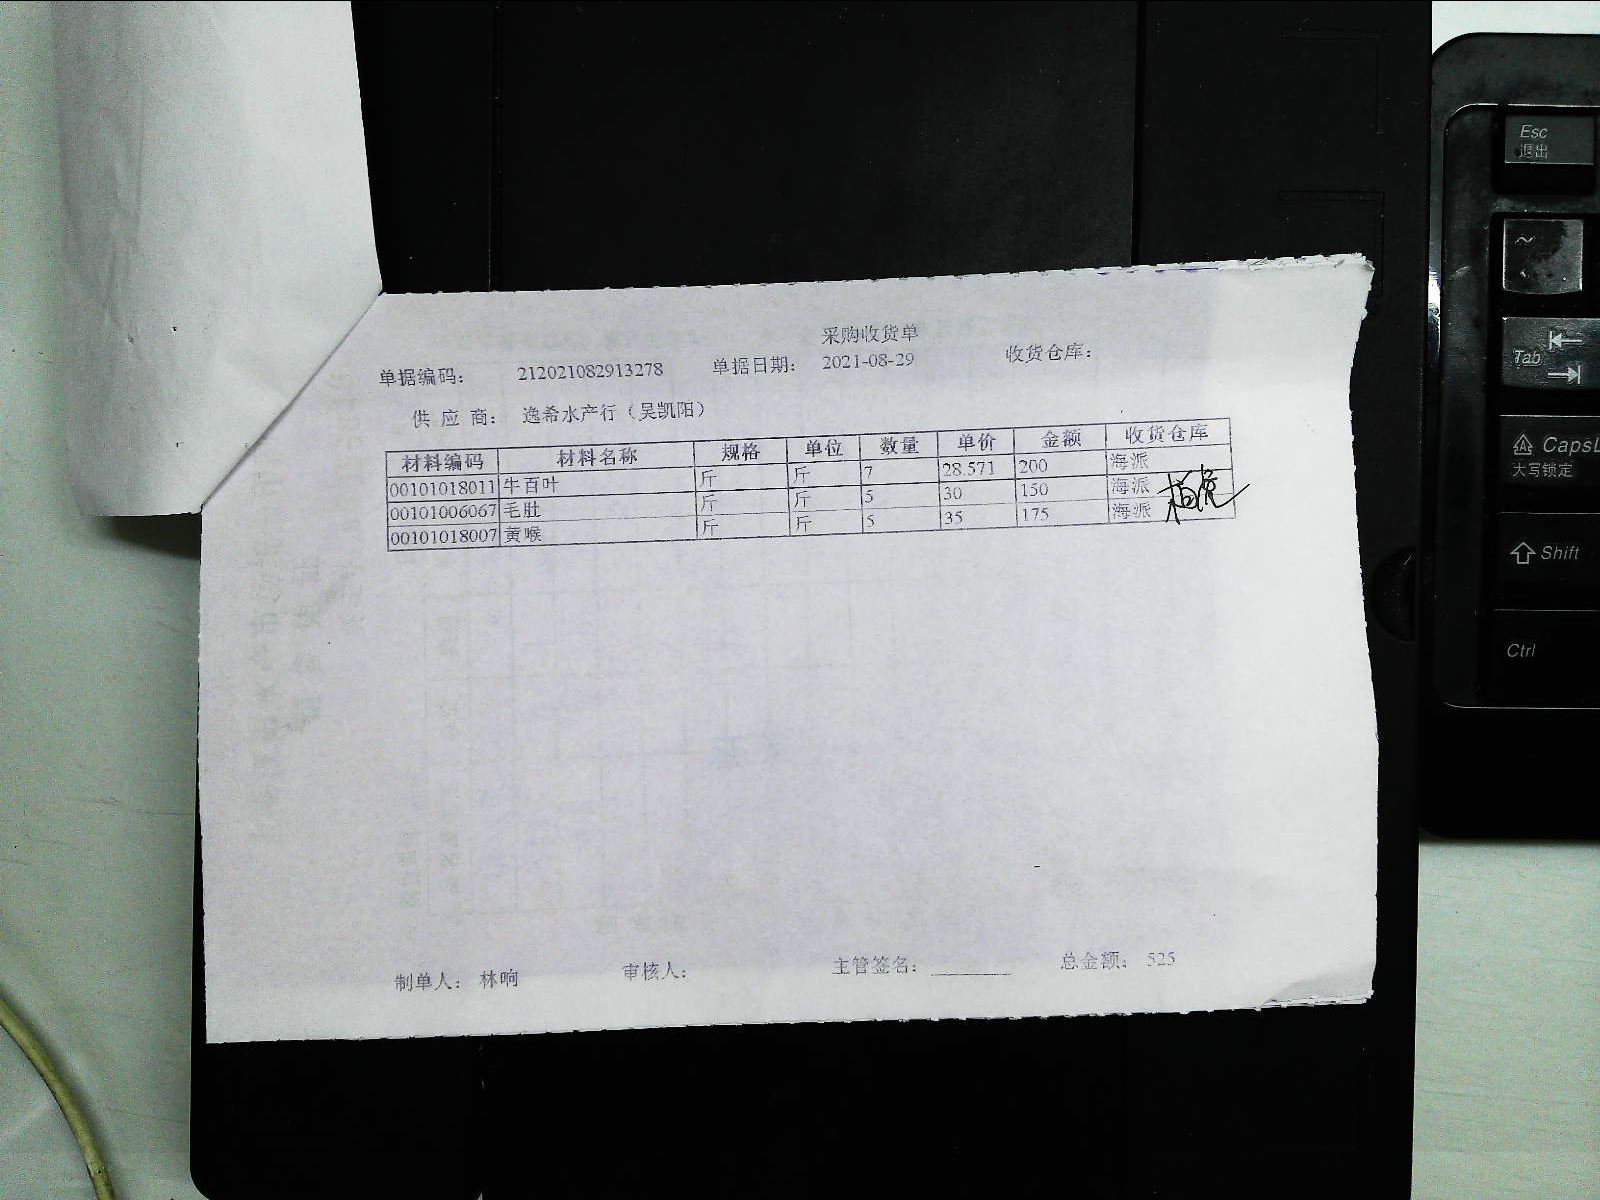 采购收货单
单据编码： 212021082913278 单据日期： 2021-08-29 收货仓库：
供 应 商： 逸希水产行（吴凯阳）
材料编码 材料名称 规格 单位 数量 单价 金额 收货仓库
00101018011 牛百叶 斤 斤 7 28.571 200 海派
00101006067 毛肚 斤 斤 5 30 150 海派
00101018007 黄喉 斤 斤 5 35 175 海派
制单人： 林晌 审核人： 主管签名： 总金额： 525
Esc
退出
~
Tab
CapsL
大写锁定
Shift
Ctrl